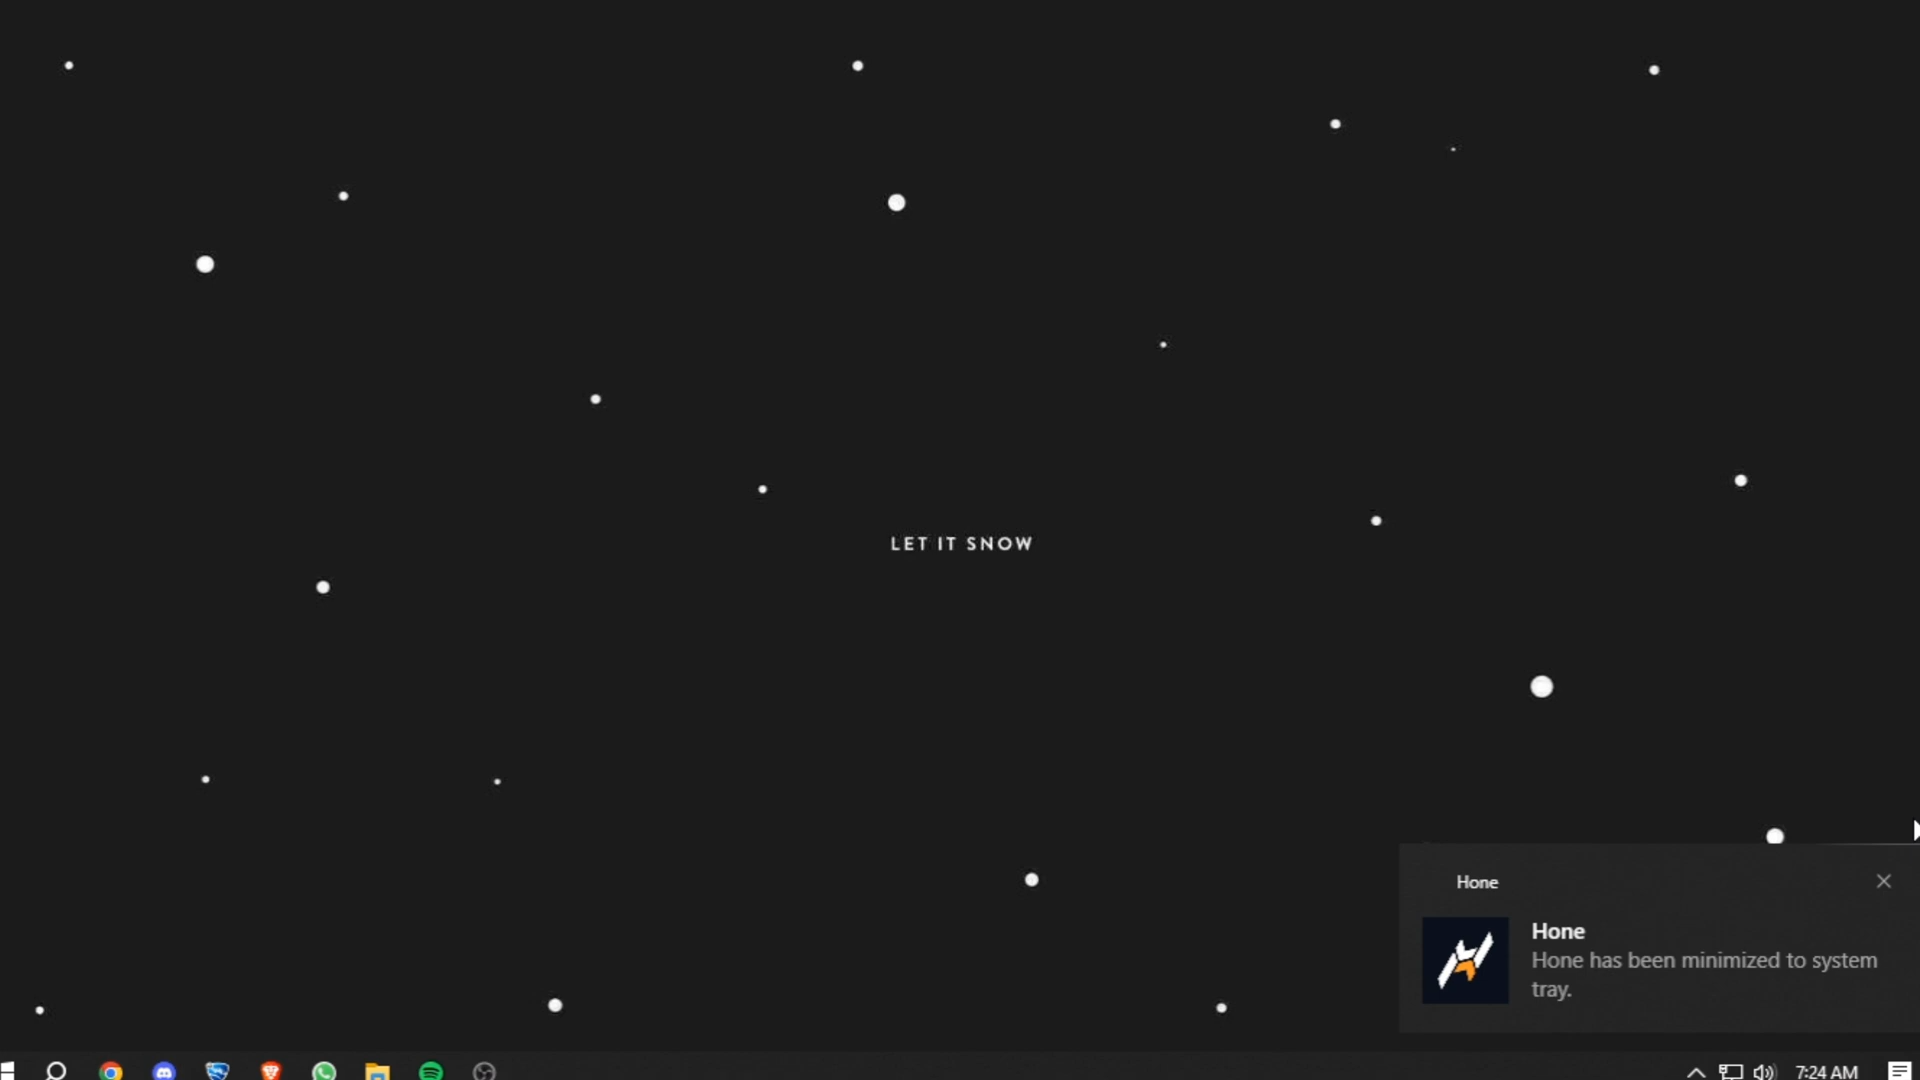 LET IT SNOW
Hone
Hone
Hone has been minimized to system
tray.
7:24 AM